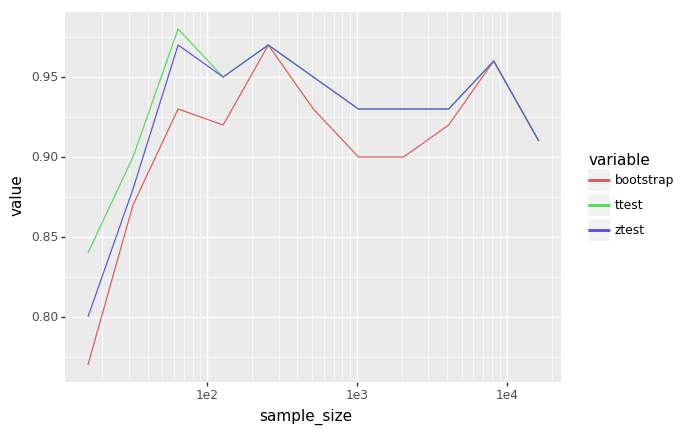 value
0.95
0.90
0.85
0.80
1e2
1e3
1e4
sample_size
variable
bootstrap
ttest
ztest